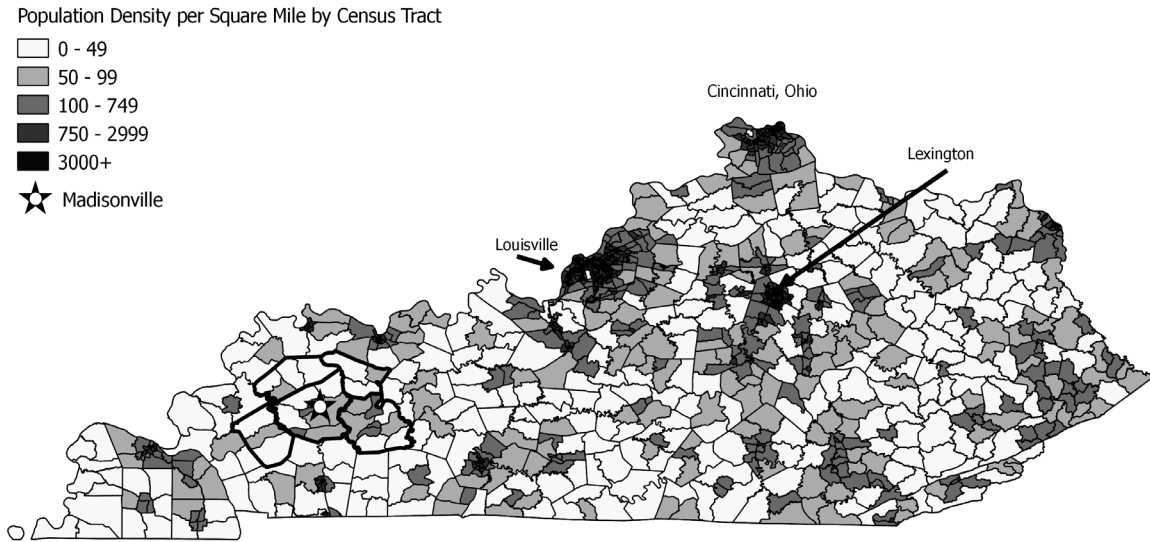 Population Density per Square Mile by Census Tract
0 - 49
50 - 99
100 - 749
750 - 2999
3000+
Madisonville
Cincinnati, Ohio
Lexington
Louisville